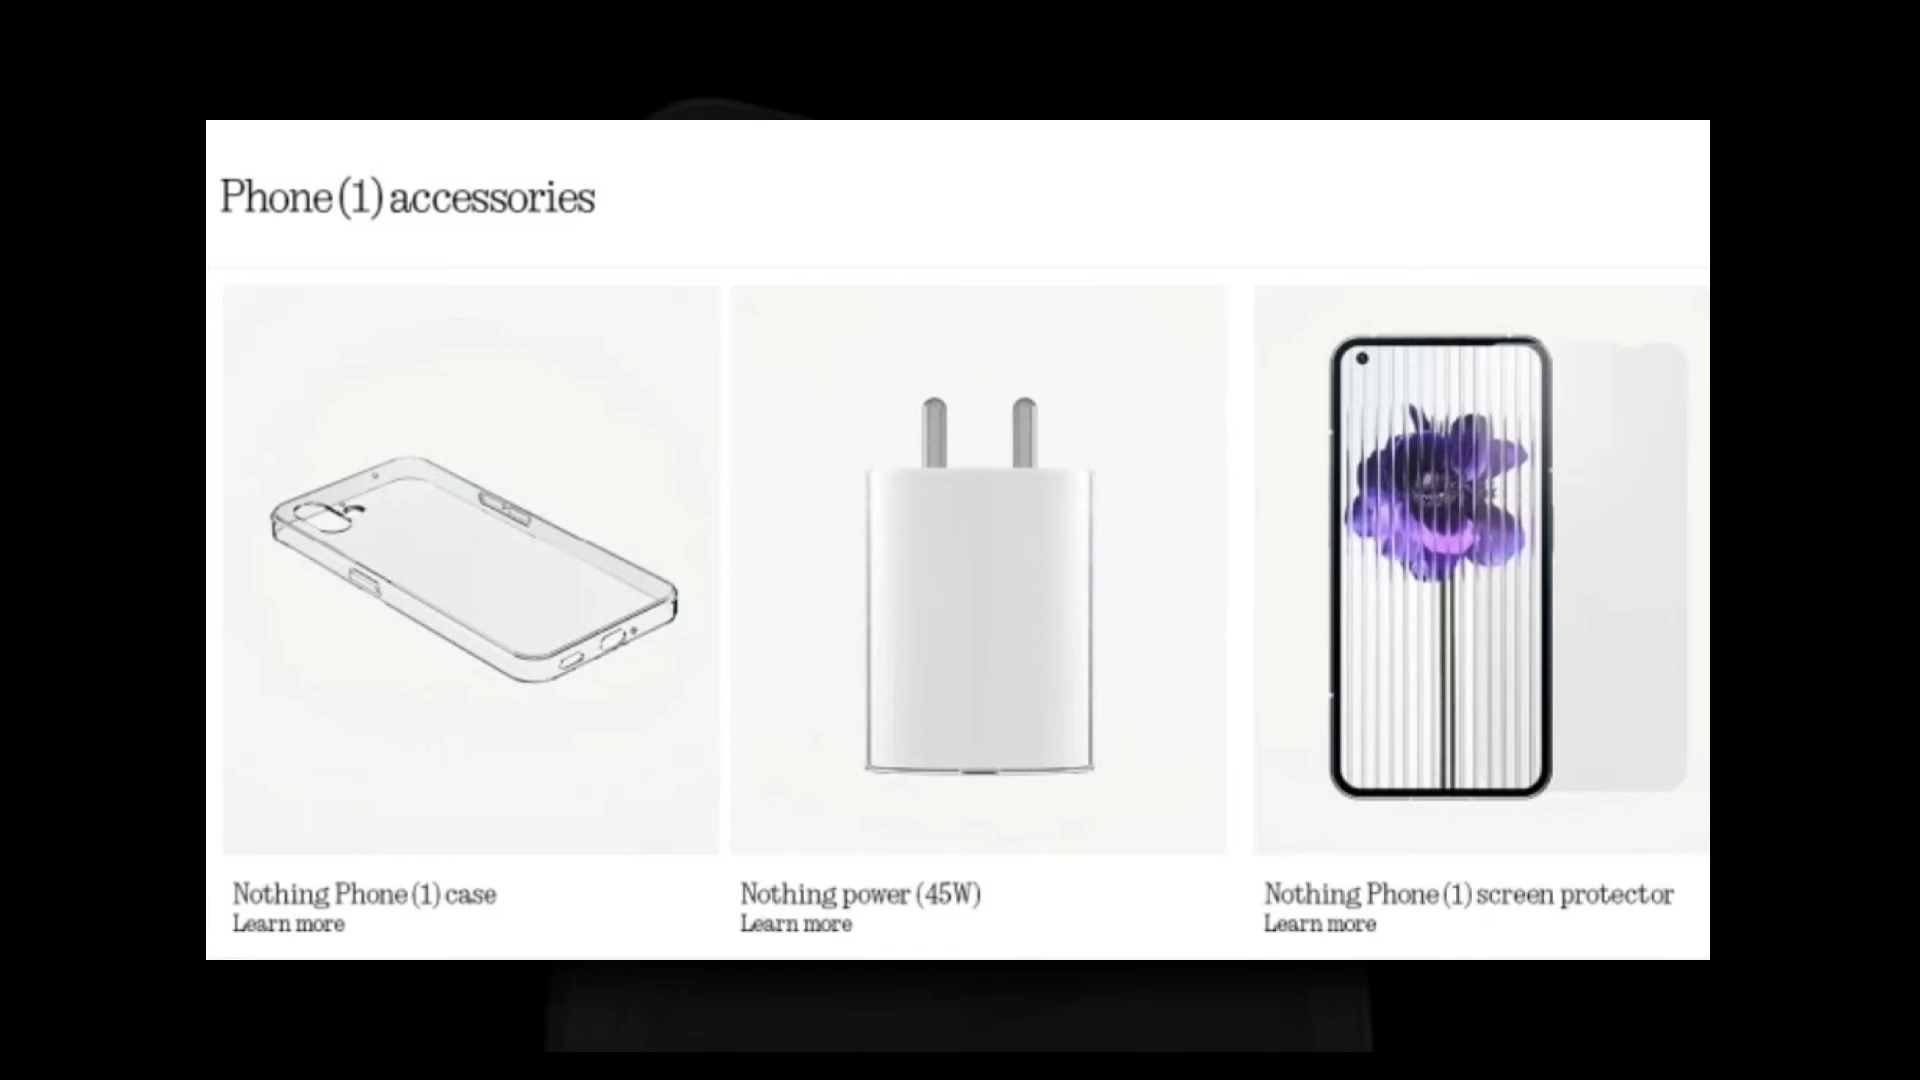 Phone (1) accessories
Nothing Phone (1) case
Learn more
Nothing power (45W)
Learn more
Nothing Phone (1) screen protector
Learn more